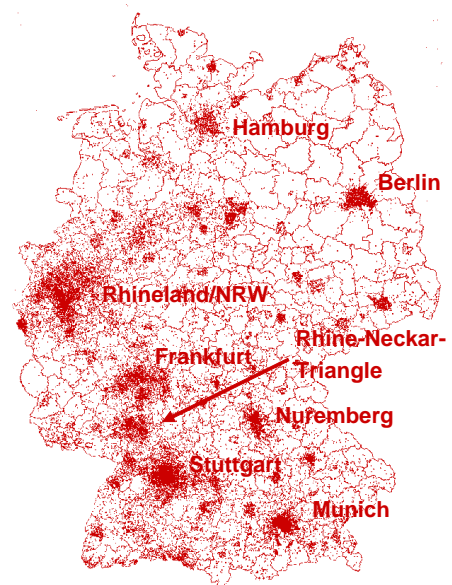 Hamburg
Berlin
Rhineland/NRW
Rhine-Neckar-
Triangle
Frankfurt
Nuremberg
Stuttgart
Munich